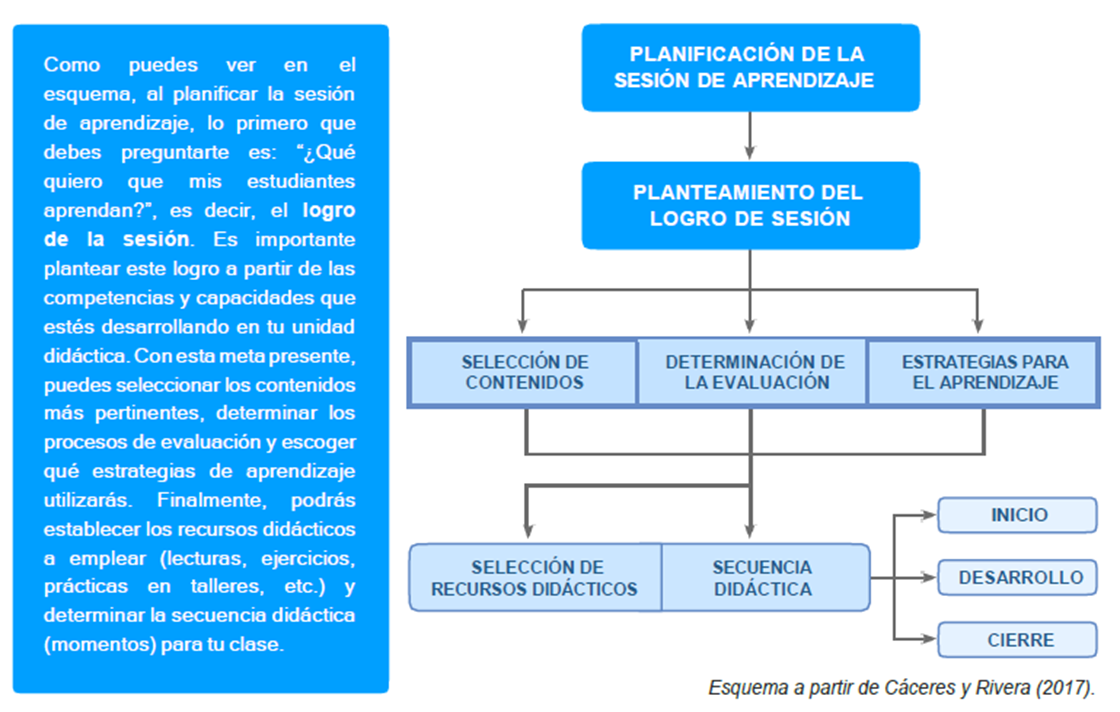 Como puedes ver en el
esquema, al planificar la sesión
de aprendizaje, lo primero que
debes preguntarte es: “¿Qué
quiero que mis estudiantes
aprendan?”, es decir, el logro
de la sesión. Es importante
plantear este logro a partir de las
competencias y capacidades que
estés desarrollando en tu unidad
didáctica. Con esta meta presente,
puedes seleccionar los contenidos
más pertinentes, determinar los
procesos de evaluación y escoger
qué estrategias de aprendizaje
utilizarás. Finalmente, podrás
establecer los recursos didácticos
a emplear (lecturas, ejercicios,
prácticas en talleres, etc.) y
determinar la secuencia didáctica
(momentos) para tu clase.
PLANIFICACIÓN DE LA
SESIÓN DE APRENDIZAJE
PLANTEAMIENTO DEL
LOGRO DE SESIÓN
SELECCIÓN DE
CONTENIDOS
DETERMINACIÓN DE
LA EVALUACIÓN
ESTRATEGIAS PARA
EL APRENDIZAJE
SELECCIÓN DE
RECURSOS DIDÁCTICOS
SECUENCIA
DIDÁCTICA
INICIO
DESARROLLO
CIERRE
Esquema a partir de Cáceres y Rivera (2017).